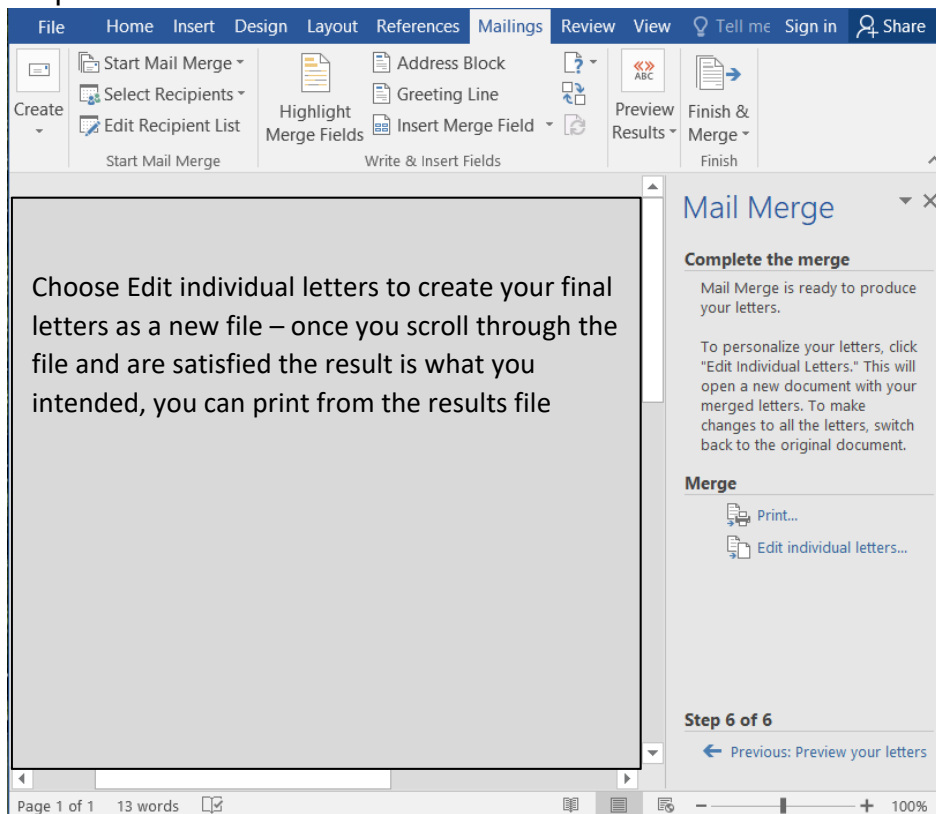 File Home Insert Design Layout References Mailings Review View Tell me Sign in Share
Create
Start Mail Merge
Select Recipients
Edit Recipient List
Start Mail Merge
Highlight
Merge Fields
Address Block
Greeting Line
Insert Merge Field
Write & Insert Fields
ABC
Preview
Results
Finish &
Merge
Finish
Choose Edit individual letters to create your final
letters as a new file – once you scroll through the
file and are satisfied the result is what you
intended, you can print from the results file
Mail Merge
Complete the merge
Mail Merge is ready to produce
your letters.
To personalize your letters, click
"Edit Individual Letters." This will
open a new document with your
merged letters. To make
changes to all the letters, switch
back to the original document.
Merge
Print...
Edit individual letters...
Step 6 of 6
Previous: Preview your letters
Page 1 of 1 13 words 100%